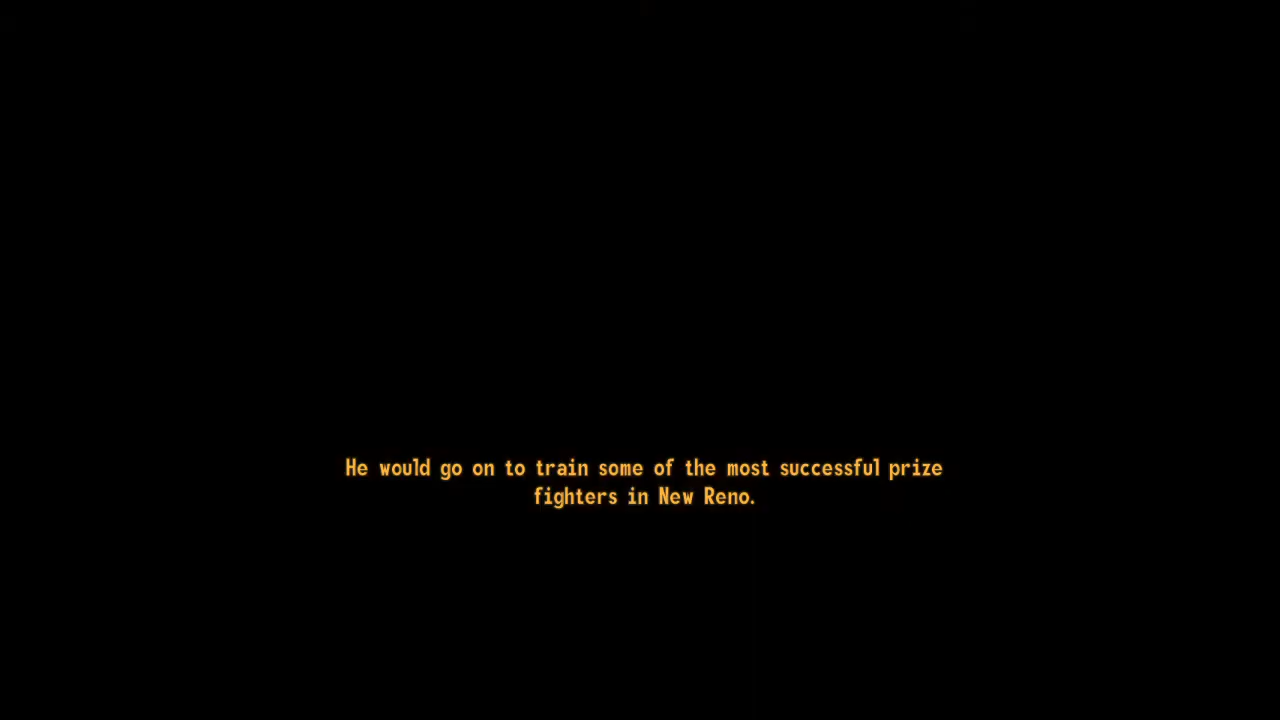 He would go on to train some of the most successful prize
fighters in New Reno.